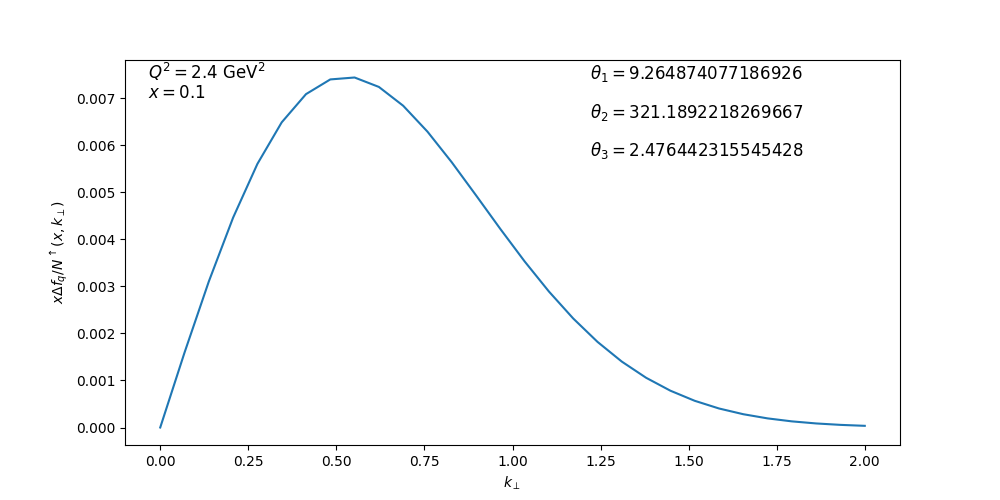 Q² = 2.4 GeV²
x = 0.1
θ₁ = 9.264874077186926
θ₂ = 321.1892218269667
θ₃ = 2.476442315545428
xΔf_q/N^↑(x, k_⊥)
0.007
0.006
0.005
0.004
0.003
0.002
0.001
0.000
0.00 0.25 0.50 0.75 1.00 1.25 1.50 1.75 2.00
k_⊥